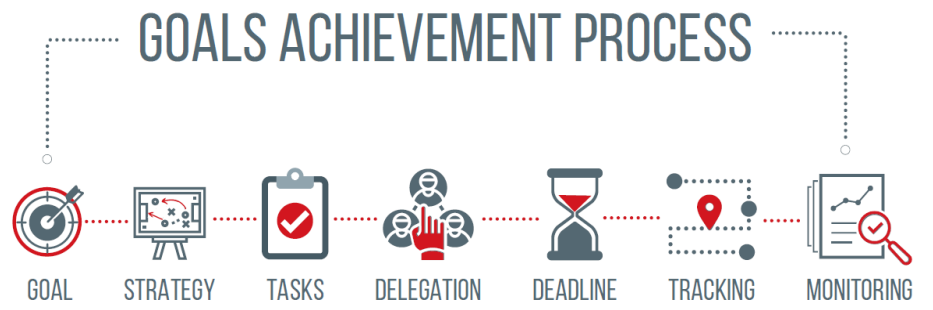 GOALS ACHIEVEMENT PROCESS
GOAL
STRATEGY
TASKS
DELEGATION
DEADLINE
TRACKING
MONITORING